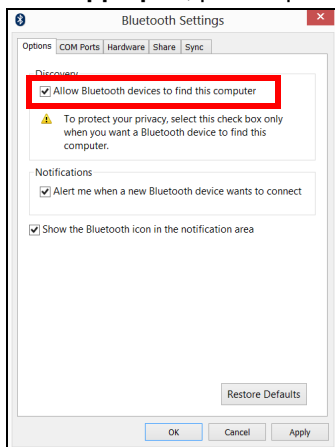 Bluetooth Settings
Options COM Ports Hardware Share Sync
Discovery
Allow Bluetooth devices to find this computer
To protect your privacy, select this check box only
when you want a Bluetooth device to find this
computer.
Notifications
Alert me when a new Bluetooth device wants to connect
Show the Bluetooth icon in the notification area
Restore Defaults
OK Cancel Apply